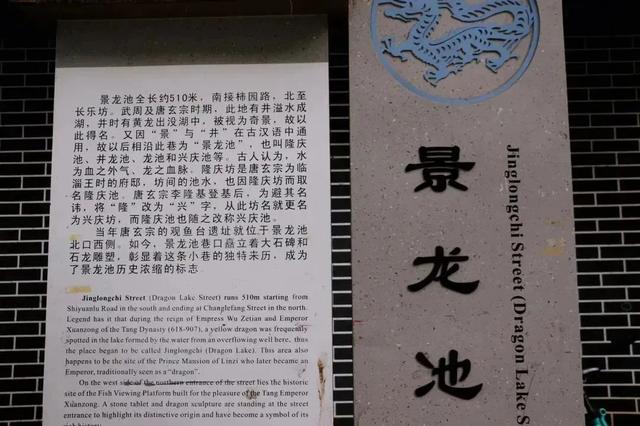 景龙池全长约510米，南接柿园路，北至
长乐坊。武周及唐玄宗时期，此地有井溢水成
湖，井时有黄龙出没湖中，被视为奇景，故以
此得名。又因“景”与“井”在古汉语中通
用，故以后相沿此巷为“景龙池”，也叫隆庆
池、井龙池、龙池和兴庆池等。古人认为，水
为血之外气、龙之血脉。隆庆坊是唐玄宗为临
淄王时的府邸，坊间的池水，也因隆庆坊而取
名隆庆池。唐玄宗李隆基登基后，为避其名
讳，将“隆”改为“兴”字，从此坊名就更名
为兴庆坊，而隆庆池也随之改称兴庆池。
当年唐玄宗的观鱼台遗址就位于景龙池
北口西侧。如今，景龙池巷口矗立着大石碑和
石龙雕塑，彰显着这条小巷的独特来历，成为
了景龙池历史浓缩的标志。
Jinglongchi Street (Dragon Lake Street) runs 510m starting from
Shiyuanlu Road in the south and ending at Changlefang Street in the north.
Legend has it that during the reign of Empress Wu Zetian and Emperor
Xuanzong of the Tang Dynasty (618-907), a yellow dragon was frequently
spotted in the lake formed by the water from an overflowing well here, thus
the place began to be called Jinglongchi (Dragon Lake). This area also
happens to be the site of the Prince Mansion of Linzi who later became an
Emperor, traditionally seen as a “dragon”.
On the west side of the northern entrance of the street lies the historic
site of the Fish Viewing Platform built for the pleasure of the Tang Emperor
Xuanzong. A stone tablet and dragon sculpture are standing at the street
entrance to highlight its distinctive origin and have become a symbol of its
景龙池
Jinglongchi Street (Dragon Lake S